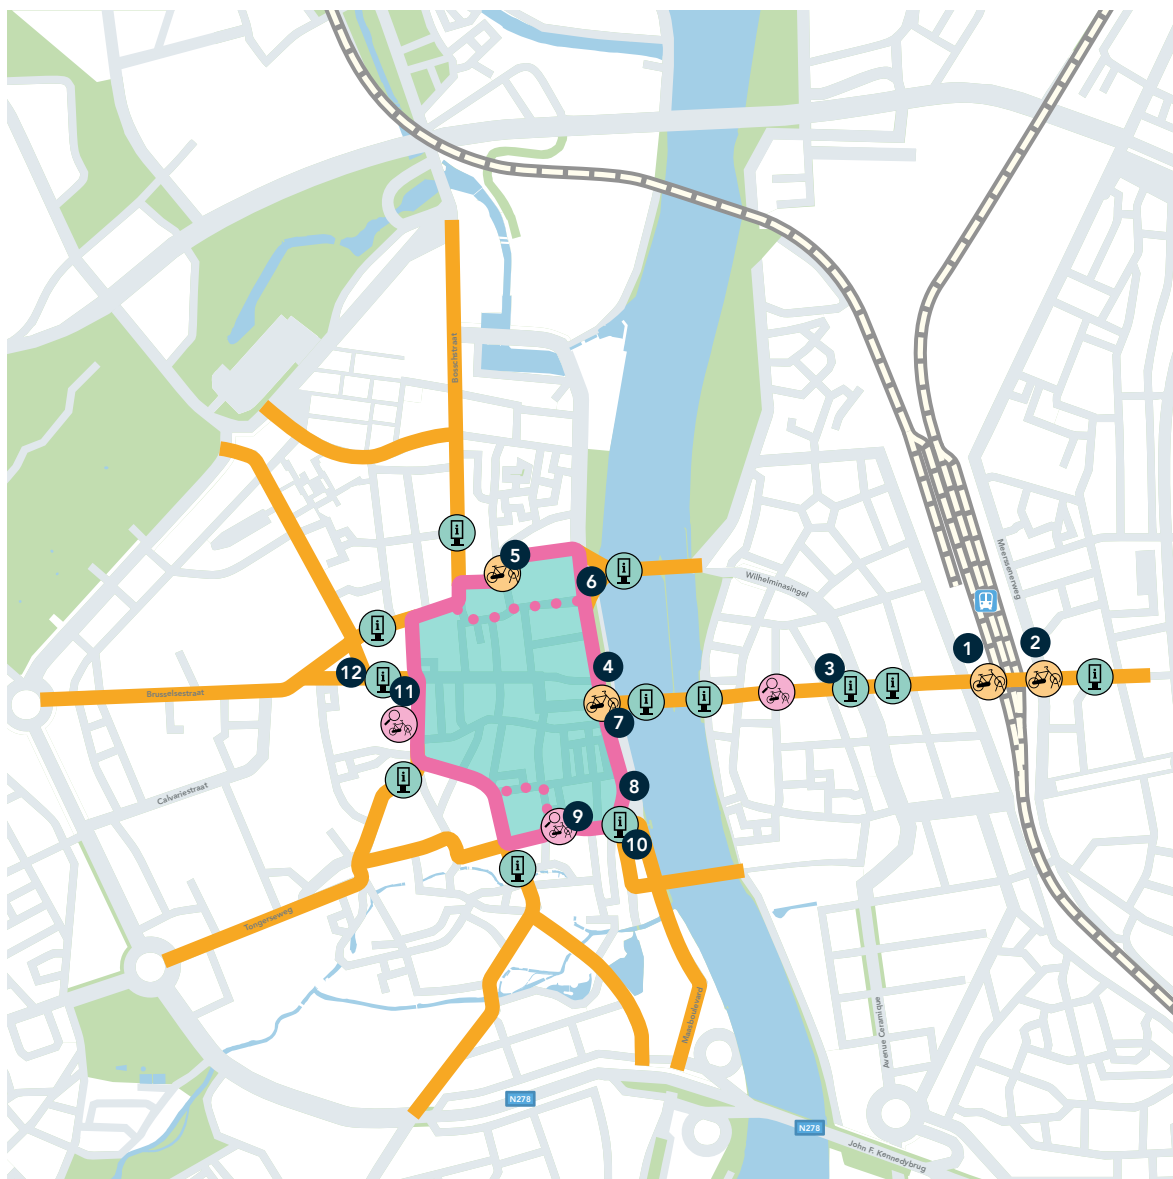 Bosschstraat
Meerssenerweg
5
6
Wilhelminasingel
1
2
4
3
12
11
Brusselsestraat
7
8
Calvariestraat
9
10
Tongerseweg
Maasboulevard
Avenue Ceramique
N278
N278
John F. Kennedybrug
i
i
i
i
i
i
i
i
i
i
i